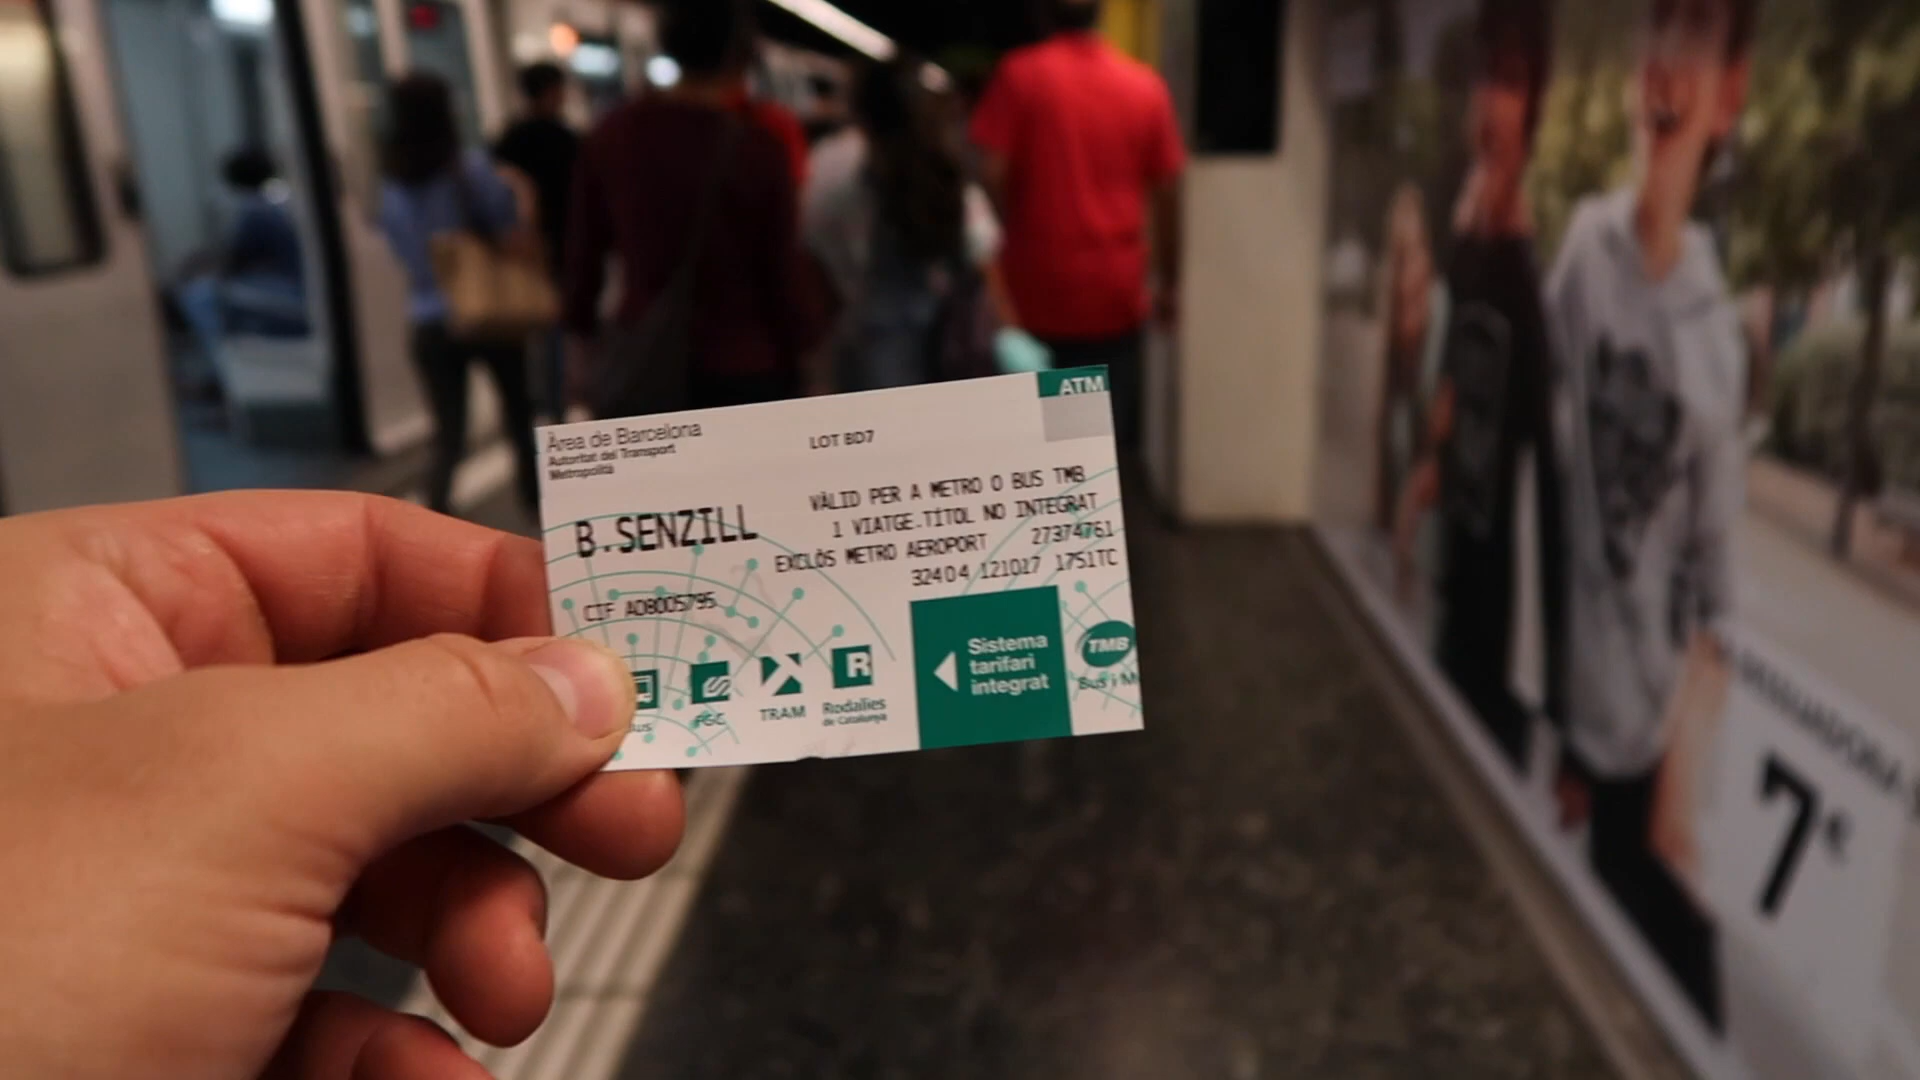 ATM
Àrea de Barcelona
Autoritat del Transport
Metropolità
LOT BD7
VÀLID PER A METRO O BUS TMB
1 VIATGE.TÍTOL NO INTEGRAT
EXCLÒS METRO AEROPORT 27374761
32404 121017 1751TC
B.SENZILL
CIF A08005795
FGC
TRAM
R
Rodalies
de Catalunya
Sistema
tarifari
integrat
TMB
Bus i M
7€